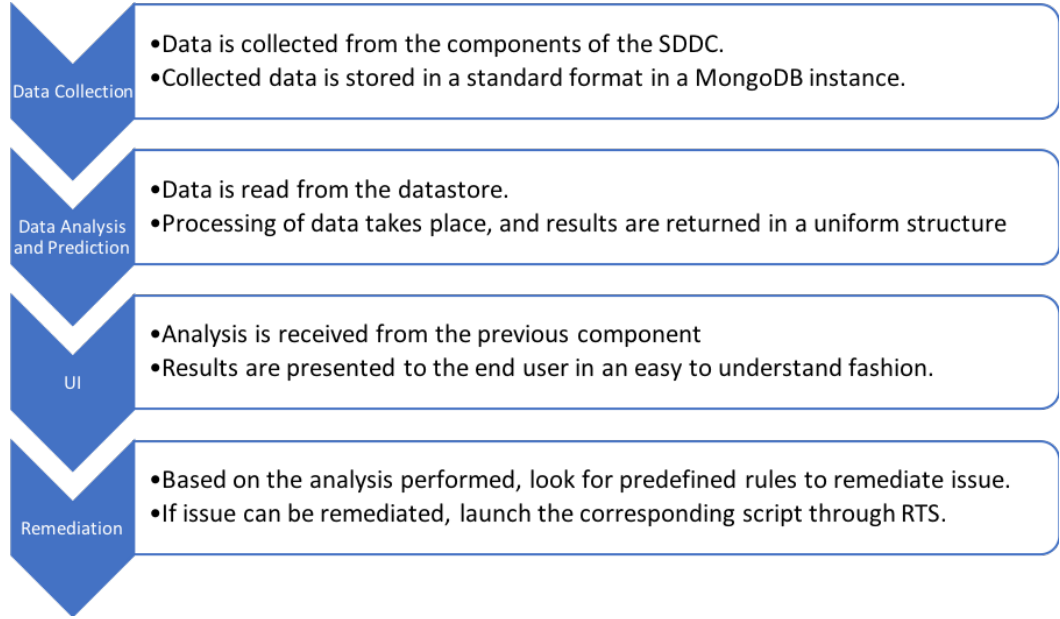 Data Collection
•Data is collected from the components of the SDDC.
•Collected data is stored in a standard format in a MongoDB instance.
Data Analysis
and Prediction
•Data is read from the datastore.
•Processing of data takes place, and results are returned in a uniform structure
UI
•Analysis is received from the previous component
•Results are presented to the end user in an easy to understand fashion.
Remediation
•Based on the analysis performed, look for predefined rules to remediate issue.
•If issue can be remediated, launch the corresponding script through RTS.